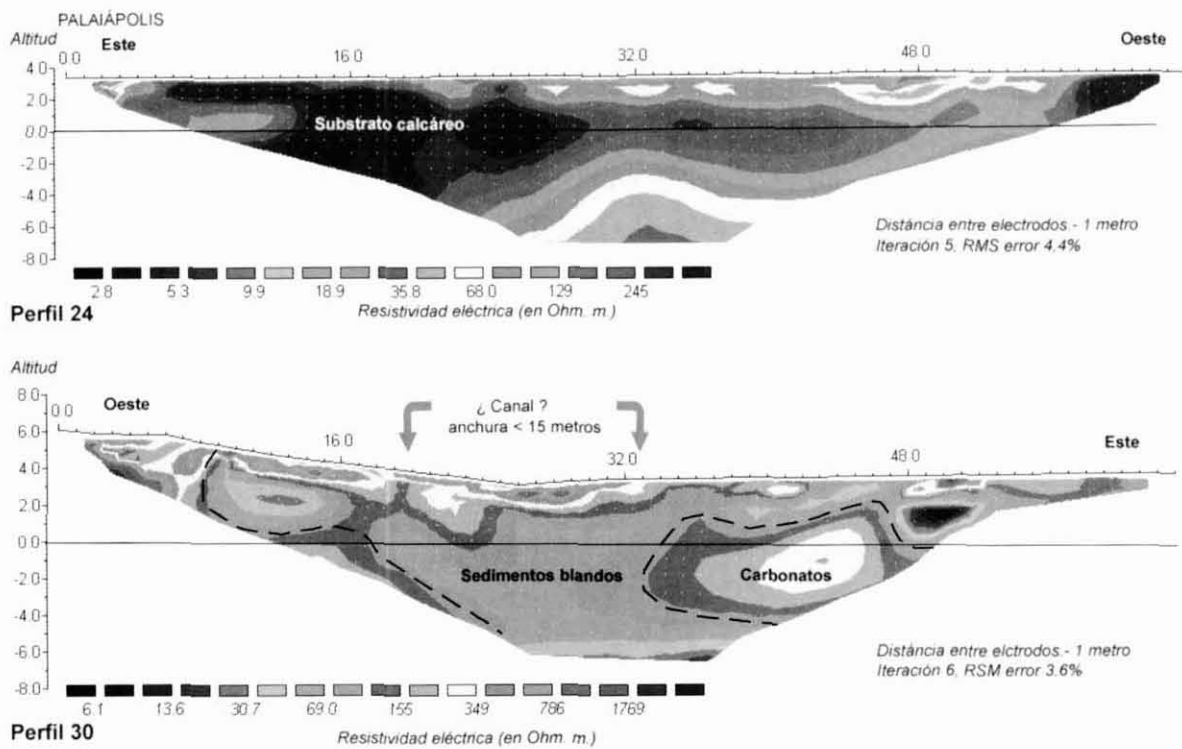 PALAIÁPOLIS
Altitud
Este
Oeste
0.0 16.0 32.0 48.0
4.0
2.0
0.0
-2.0
-4.0
-6.0
-8.0
Substrato calcáreo
Distáncia entre electrodos.- 1 metro
Iteración 5, RMS error 4.4%
2.8 5.3 9.9 18.9 35.8 68.0 129 245
Resistividad eléctrica (en Ohm. m.)
Perfil 24
Altitud
8.0
6.0
4.0
2.0
0.0
-2.0
-4.0
-6.0
-8.0
0.0 16.0 32.0 48.0
Oeste
¿ Canal ?
anchura < 15 metros
Este
Sedimentos blandos
Carbonatos
Distáncia entre elctrodos.- 1 metro
Iteración 6, RSM error 3.6%
6.1 13.6 30.7 69.0 155 349 786 1769
Resistividad eléctrica (en Ohm. m.)
Perfil 30